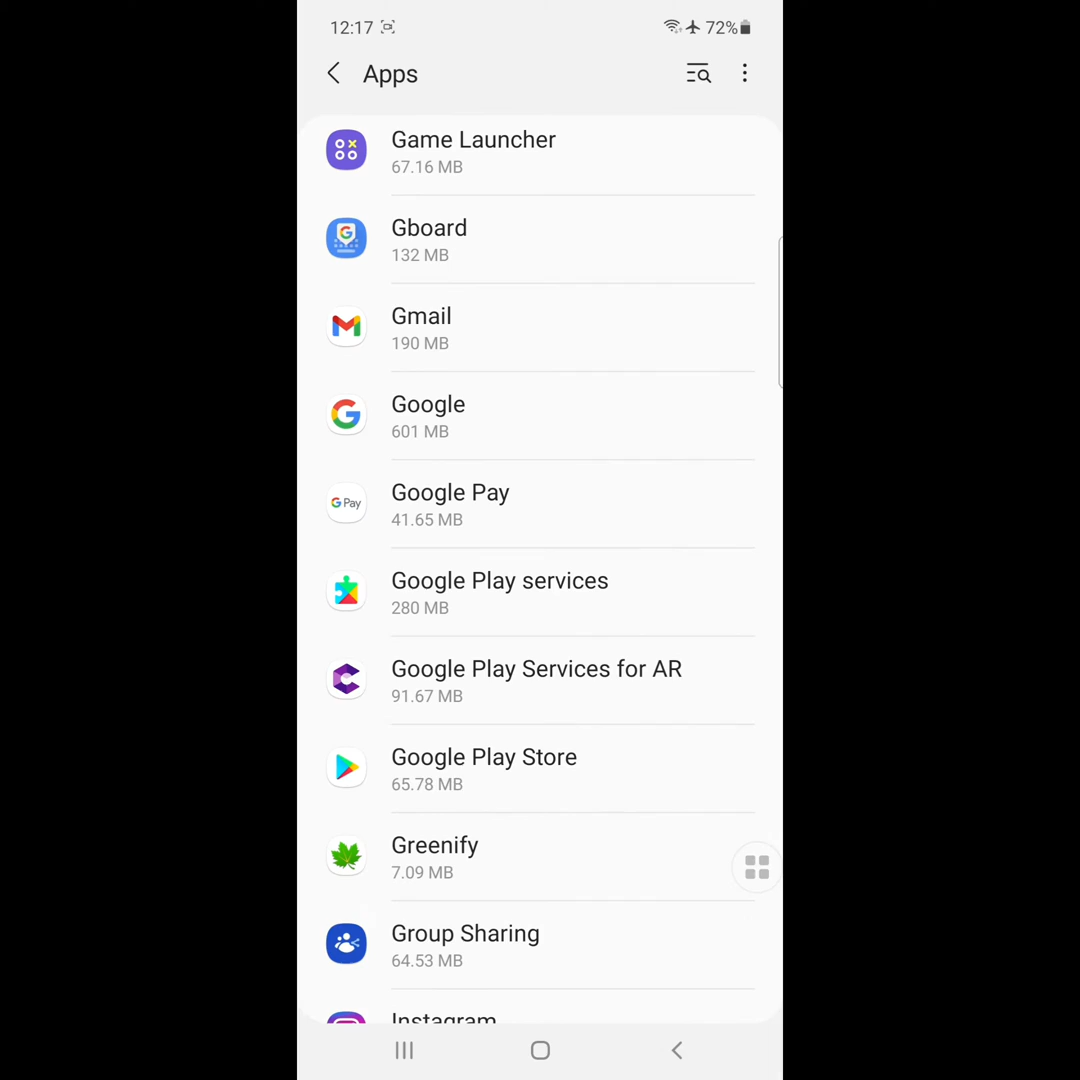 12:17
72%
Apps
Game Launcher
67.16 MB
Gboard
132 MB
Gmail
190 MB
Google
601 MB
G Pay
Google Pay
41.65 MB
Google Play services
280 MB
Google Play Services for AR
91.67 MB
Google Play Store
65.78 MB
Greenify
7.09 MB
Group Sharing
64.53 MB
Instagram